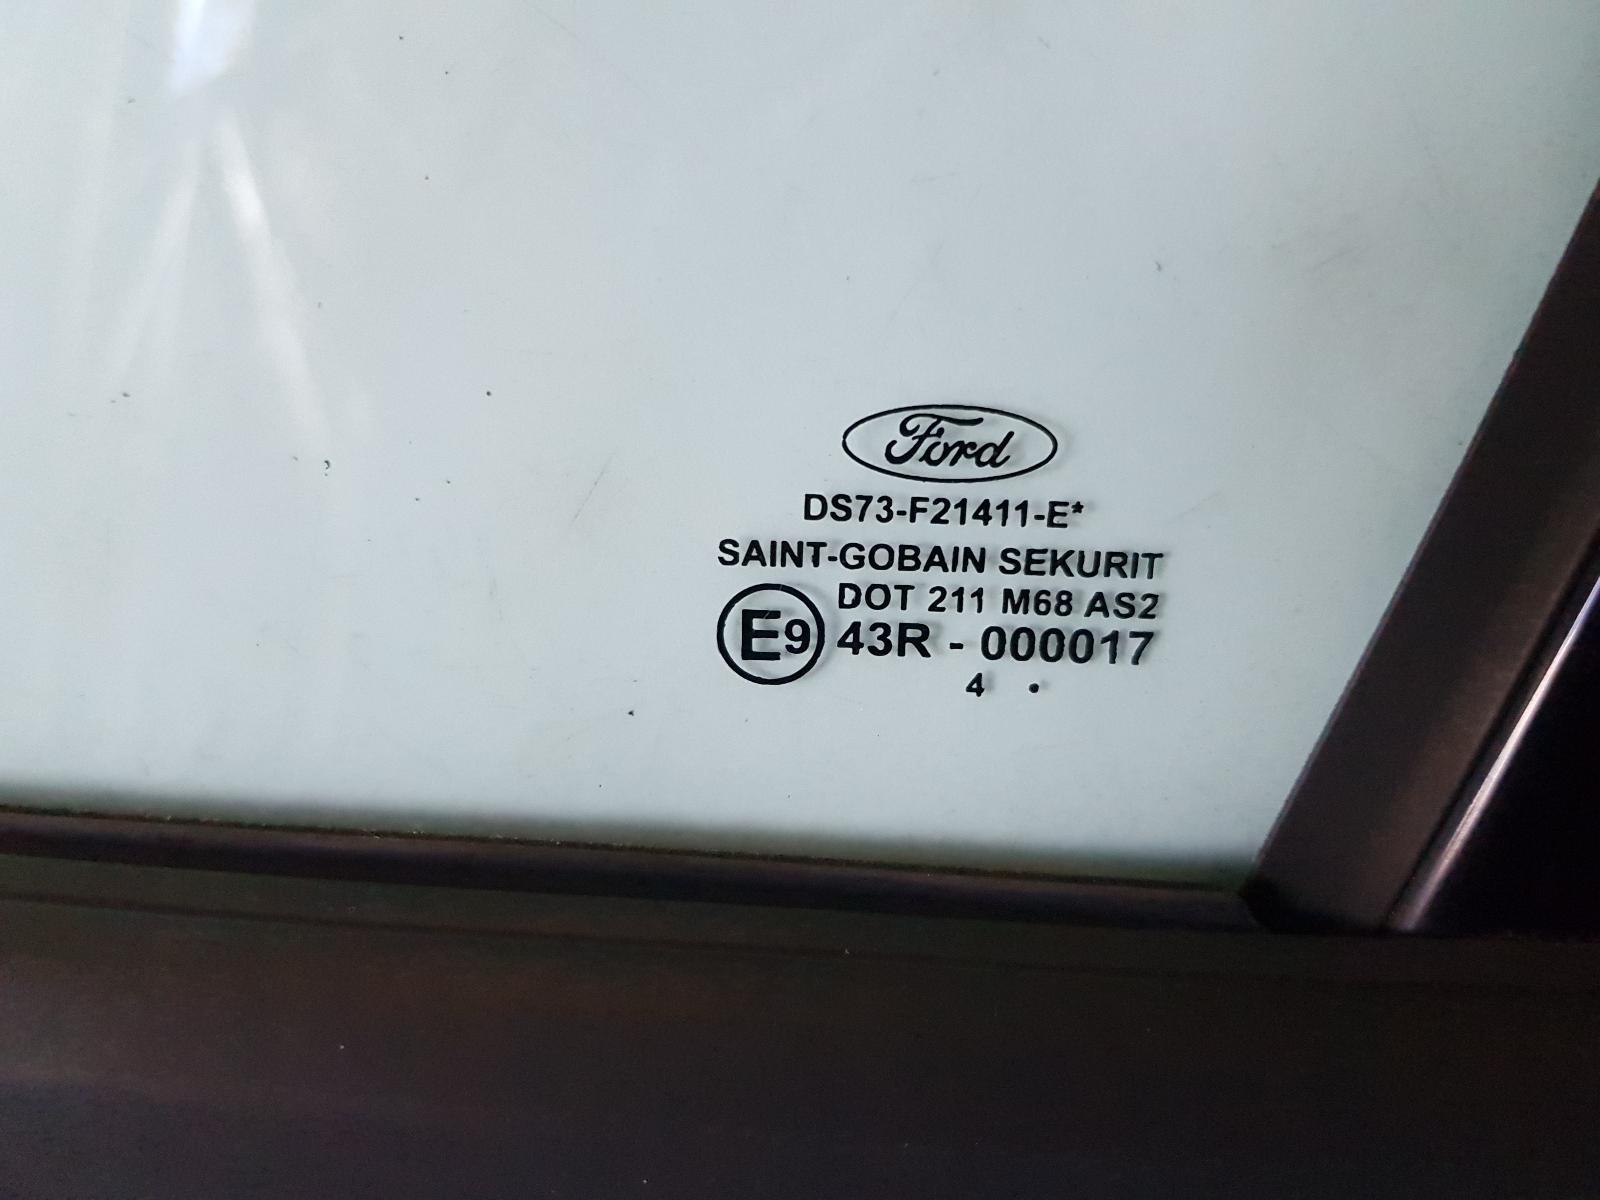 Ford
DS73-F21411-E*
SAINT-GOBAIN SEKURIT
DOT 211 M68 AS2
E9 43R - 000017
4 .